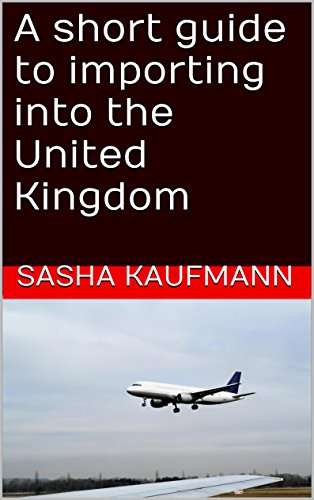 A short guide
to importing
into the
United
Kingdom
SASHA KAUFMANN